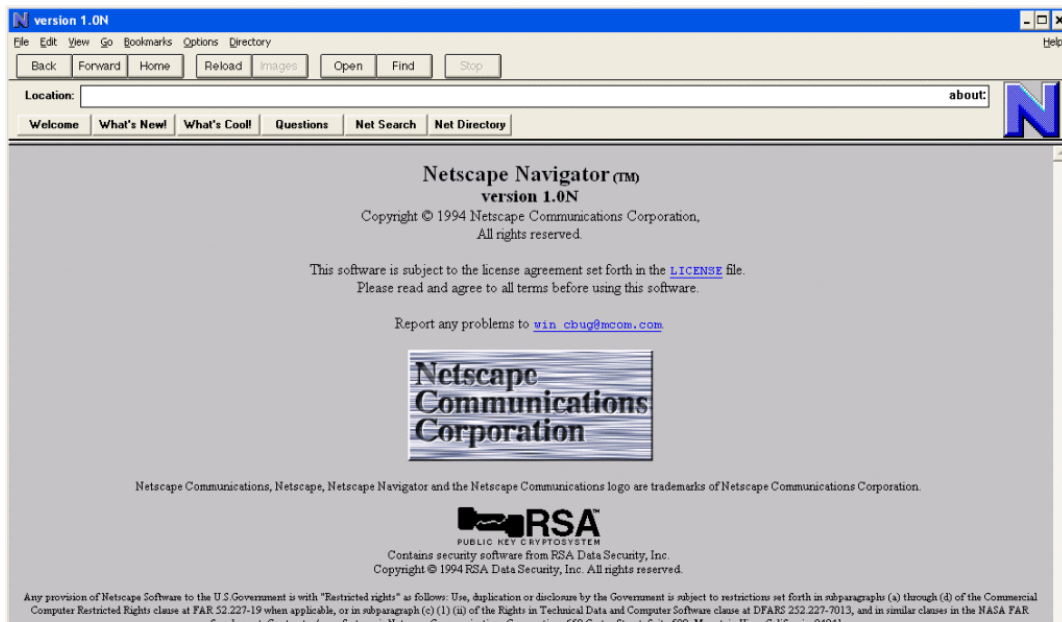 version 1.0N
File Edit View Go Bookmarks Options Directory Help
Back Forward Home Reload Images Open Find Stop
Location: about:
Welcome What's New! What's Cool! Questions Net Search Net Directory
Netscape Navigator (TM)
version 1.0N
Copyright © 1994 Netscape Communications Corporation,
All rights reserved.
This software is subject to the license agreement set forth in the LICENSE file.
Please read and agree to all terms before using this software.
Report any problems to win_cbug@mcom.com
Netscape
Communications
Corporation
Netscape Communications, Netscape, Netscape Navigator and the Netscape Communications logo are trademarks of Netscape Communications Corporation.
RSA™
PUBLIC KEY CRYPTOSYSTEM
Contains security software from RSA Data Security, Inc.
Copyright © 1994 RSA Data Security, Inc. All rights reserved.
Any provision of Netscape Software to the U.S.Government is with "Restricted rights" as follows: Use, duplication or disclosure by the Government is subject to restrictions set forth in subparagraphs (a) through (d) of the Commercial
Computer Restricted Rights clause at FAR 52.227-19 when applicable, or in subparagraph (c) (1) (ii) of the Rights in Technical Data and Computer Software clause at DFARS 252.227-7013, and in similar clauses in the NASA FAR